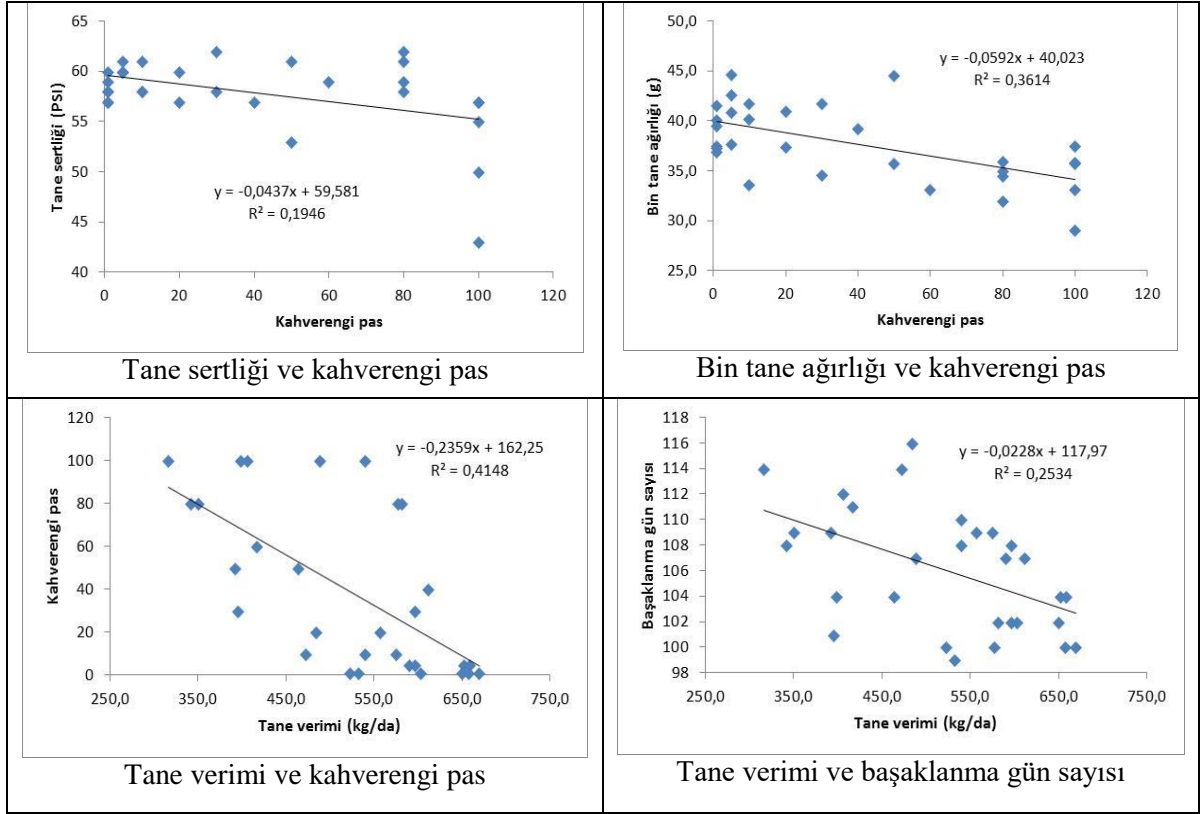 65
60
55
50
45
40
Tane sertliği (PSI)
y = -0,0437x + 59,581
R² = 0,1946
0 20 40 60 80 100 120
Kahverengi pas
Tane sertliği ve kahverengi pas
50,0
45,0
40,0
35,0
30,0
25,0
Bin tane ağırlığı (g)
y = -0,0592x + 40,023
R² = 0,3614
0 20 40 60 80 100 120
Kahverengi pas
Bin tane ağırlığı ve kahverengi pas
120
100
80
60
40
20
0
Kahverengi pas
y = -0,2359x + 162,25
R² = 0,4148
250,0 350,0 450,0 550,0 650,0 750,0
Tane verimi (kg/da)
Tane verimi ve kahverengi pas
118
116
114
112
110
108
106
104
102
100
98
Başaklanma gün sayısı
y = -0,0228x + 117,97
R² = 0,2534
250,0 350,0 450,0 550,0 650,0 750,0
Tane verimi (kg/da)
Tane verimi ve başaklanma gün sayısı